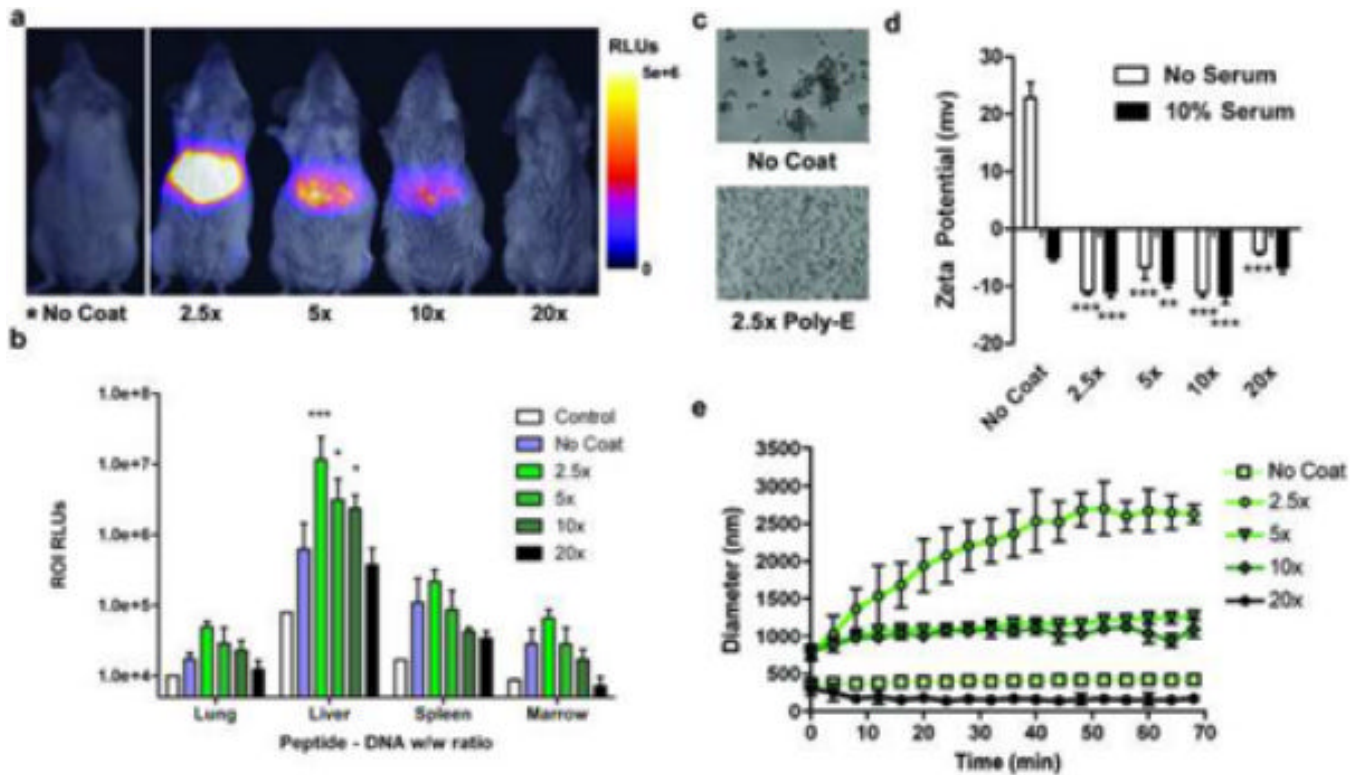 a
RLUs
5e+6
0
* No Coat 2.5x 5x 10x 20x
b
1.0e+8
1.0e+7
1.0e+6
1.0e+5
1.0e+4
ROI RLUs
***
*
*
Control
No Coat
2.5x
5x
10x
20x
Lung Liver Spleen Marrow
Peptide - DNA w/w ratio
c
No Coat
2.5x Poly-E
d
30
20
10
0
-10
-20
Zeta Potential (mv)
No Serum
10% Serum
*** *** *** ** *** *** ***
No Coat 2.5x 5x 10x 20x
e
3500
3000
2500
2000
1500
1000
500
0
Diameter (nm)
No Coat
2.5x
5x
10x
20x
0 10 20 30 40 50 60 70
Time (min)